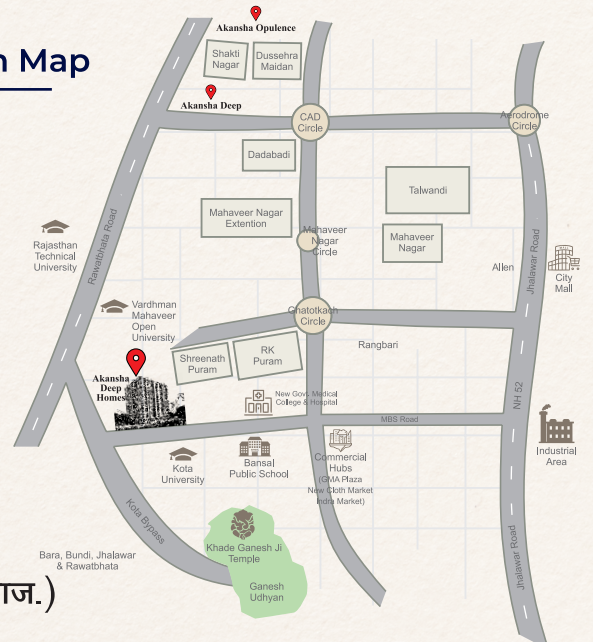 n Map
Akansha Opulence
Shakti
Nagar
Dussehra
Maidan
Akansha Deep
CAD
Circle
Aerodrome
Circle
Dadabadi
Talwandi
Mahaveer Nagar
Extention
Mahaveer
Nagar
Circle
Mahaveer
Nagar
Rawatbhata Road
Rajasthan
Technical
University
Allen
Jhalawar Road
City
Mall
Vardhman
Mahaveer
Open
University
Ghatotkach
Circle
Rangbari
Shreenath
Puram
RK
Puram
Akansha
Deep
Homes
New Govt. Medical
College & Hospital
MBS Road
NH 52
Industrial
Area
Kota
University
Bansal
Public School
Commercial
Hubs
(GMA Plaza
New Cloth Market
Indra Market)
Kota Bypass
Khade Ganesh Ji
Temple
Ganesh
Udhyan
Bara, Bundi, Jhalawar
& Rawatbhata
Jhalawar Road
ाज.)